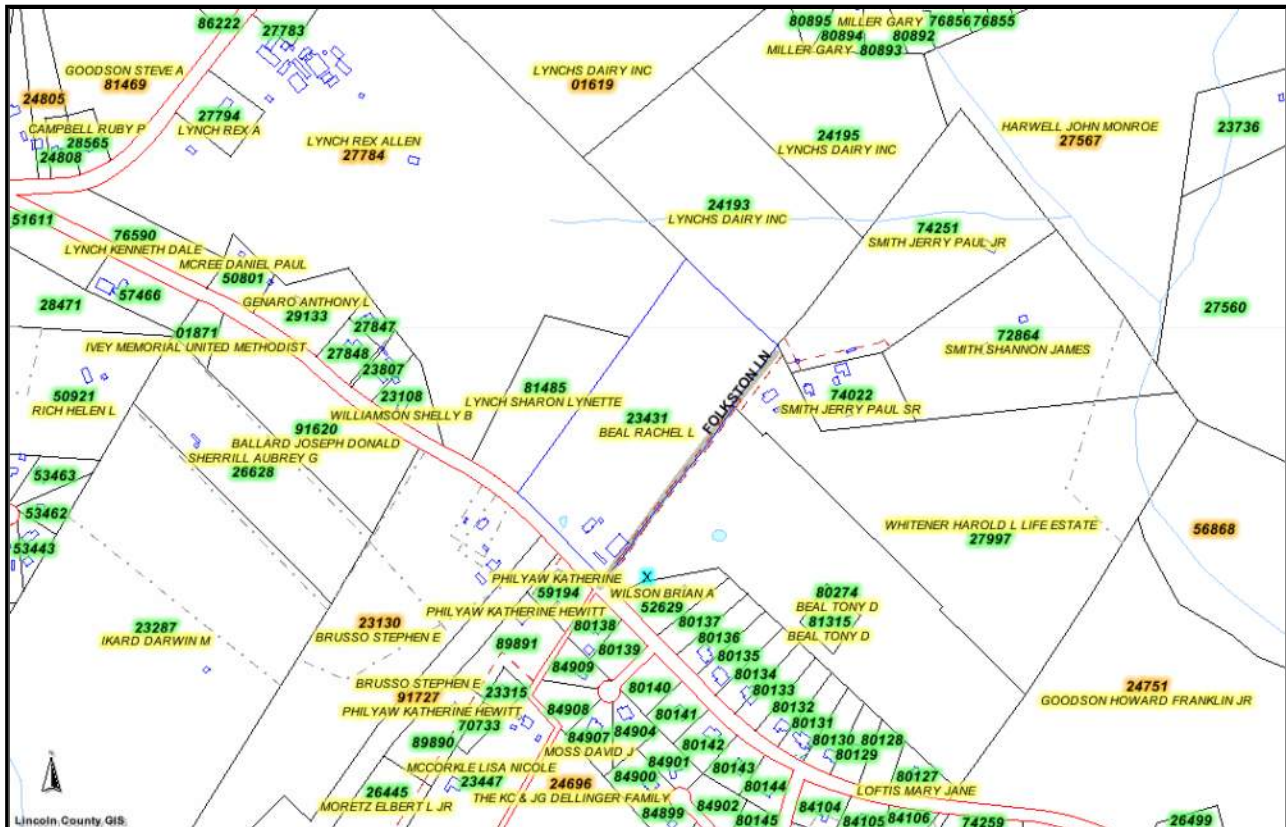 86222
27783
80895
MILLER GARY
76856
76855
80894
80892
MILLER GARY
80893
GOODSON STEVE A
81469
LYNCHS DAIRY INC
01619
24805
27794
LYNCH REX A
CAMPBELL RUBY P
28565
24808
LYNCH REX ALLEN
27784
24195
LYNCHS DAIRY INC
HARWELL JOHN MONROE
27567
23736
51611
76590
LYNCH KENNETH DALE
24193
LYNCHS DAIRY INC
74251
SMITH JERRY PAUL JR
MCREE DANIEL PAUL
50801
57466
28471
GENARO ANTHONY L
29133
27560
01871
IVEY MEMORIAL UNITED METHODIST
27847
27848
23807
72864
SMITH SHANNON JAMES
50921
RICH HELEN L
23108
WILLIAMSON SHELLY B
81485
LYNCH SHARON LYNETTE
FOLKSTON LN
74022
SMITH JERRY PAUL SR
23431
BEAL RACHEL L
91620
BALLARD JOSEPH DONALD
SHERRILL AUBREY G
26628
53463
53462
53443
WHITENER HAROLD L LIFE ESTATE
27997
56868
PHILYAW KATHERINE
59194
X
WILSON BRIAN A
52629
PHILYAW KATHERINE HEWITT
80274
BEAL TONY D
81315
BEAL TONY D
23287
IKARD DARWIN M
23130
BRUSSO STEPHEN E
89891
80138
80139
80137
80136
80135
80134
80133
80132
80131
80130
80128
80129
84909
80140
80141
80142
80143
80144
80145
BRUSSO STEPHEN E
91727
23315
PHILYAW KATHERINE HEWITT
70733
84908
84907
84904
MOSS DAVID J
84901
84900
24751
GOODSON HOWARD FRANKLIN JR
89890
MCCORKLE LISA NICOLE
23447
24696
THE KC & JG DELLINGER FAMILY
26445
MORETZ ELBERT L JR
84902
84899
80127
LOFTIS MARY JANE
84104
84105
84106
74259
26499
N
Lincoln County GIS